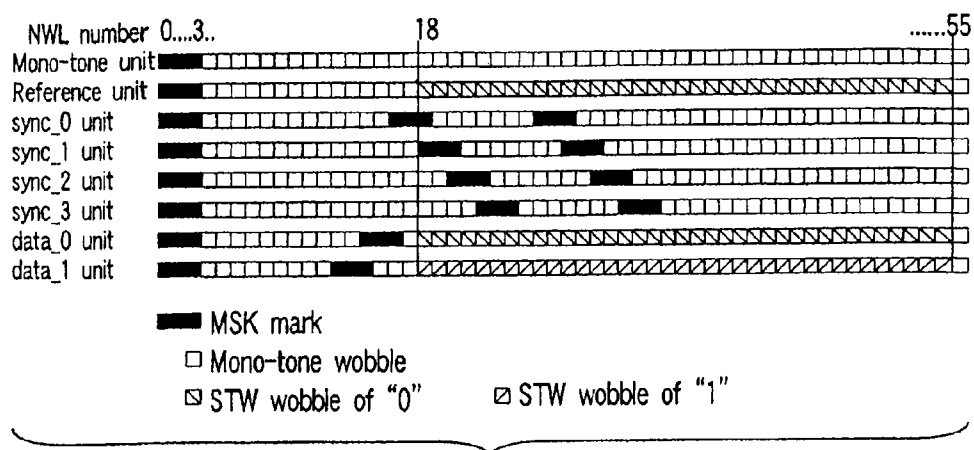 NWL number 0....3.. 18 ......55
Mono-tone unit
Reference unit
sync_0 unit
sync_1 unit
sync_2 unit
sync_3 unit
data_0 unit
data_1 unit
MSK mark
Mono-tone wobble
STW wobble of "0" STW wobble of "1"